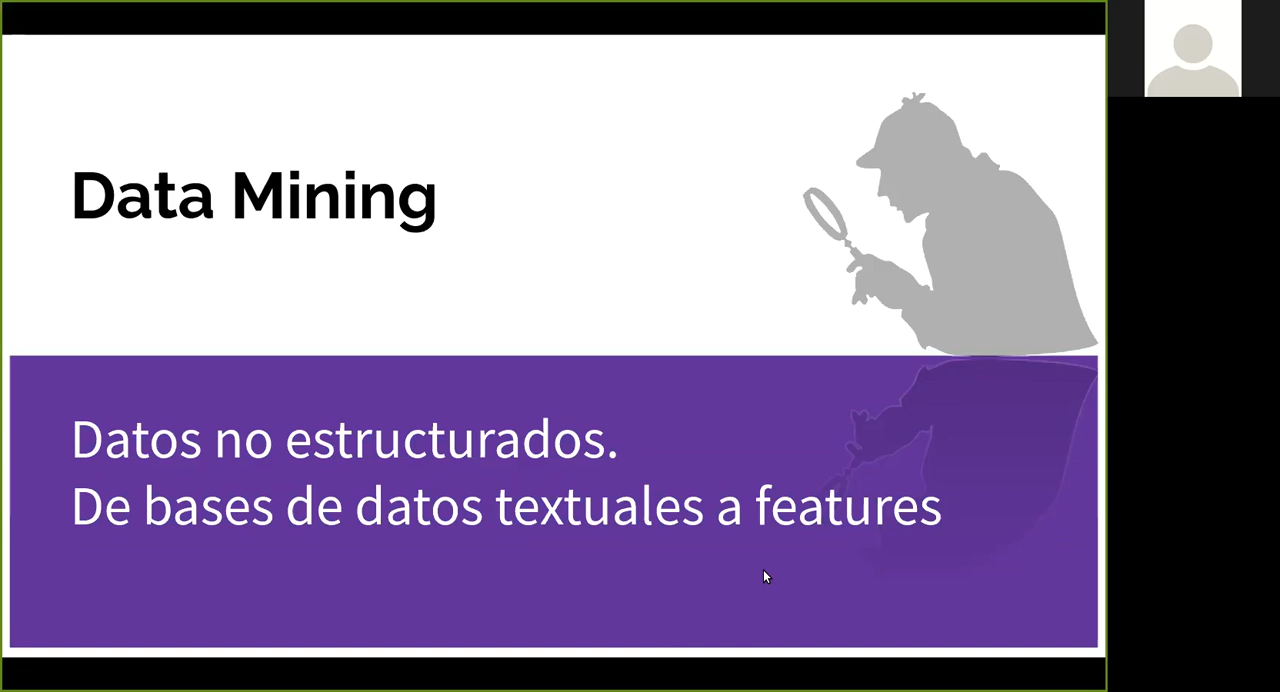 Data Mining
Datos no estructurados.
De bases de datos textuales a features